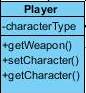 Player
-characterType
+getWeapon()
+setCharacter()
+getCharacter()